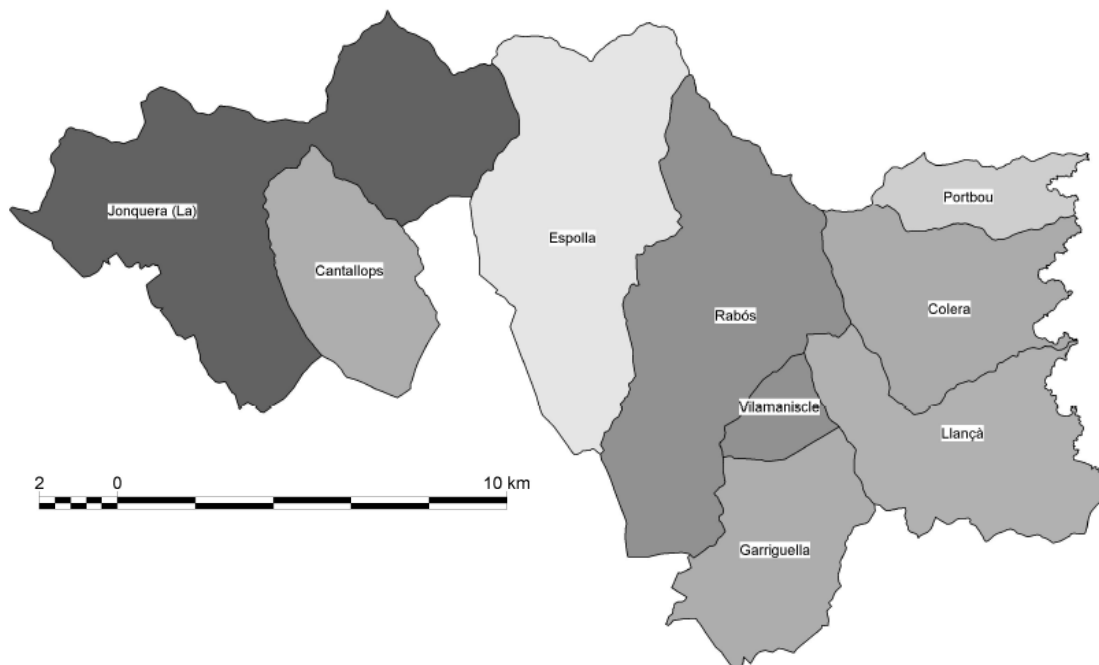 Portbou
Jonquera (La)
Espolla
Cantallops
Colera
Rabós
Vilamaniscle
Llançà
2 0 10 km
Garriguella